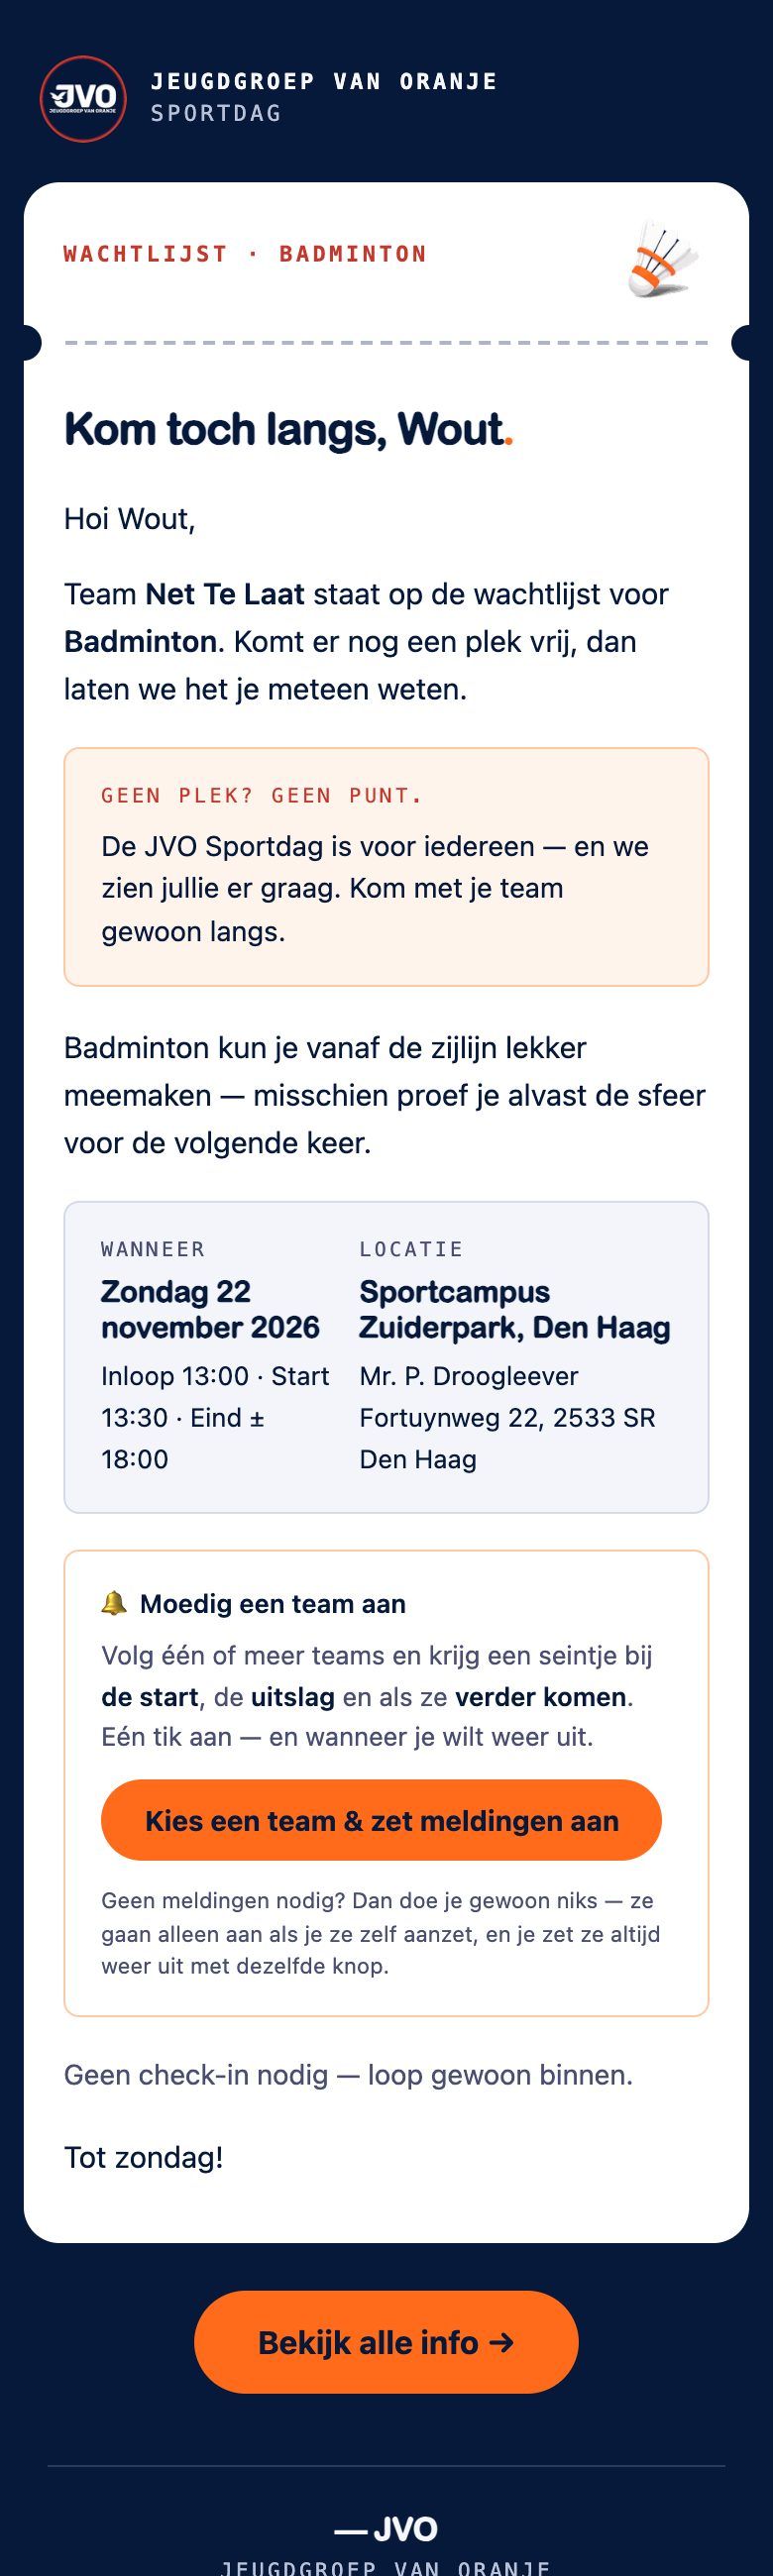 JVO
JEUGDGROEP VAN ORANJE
JEUGDGROEP VAN ORANJE
SPORTDAG
WACHTLIJST · BADMINTON
Kom toch langs, Wout.
Hoi Wout,
Team Net Te Laat staat op de wachtlijst voor
Badminton. Komt er nog een plek vrij, dan
laten we het je meteen weten.
GEEN PLEK? GEEN PUNT.
De JVO Sportdag is voor iedereen — en we
zien jullie er graag. Kom met je team
gewoon langs.
Badminton kun je vanaf de zijlijn lekker
meemaken — misschien proef je alvast de sfeer
voor de volgende keer.
WANNEER
Zondag 22
november 2026
Inloop 13:00 · Start
13:30 · Eind ±
18:00
LOCATIE
Sportcampus
Zuiderpark, Den Haag
Mr. P. Droogleever
Fortuynweg 22, 2533 SR
Den Haag
Moedig een team aan
Volg één of meer teams en krijg een seintje bij
de start, de uitslag en als ze verder komen.
Eén tik aan — en wanneer je wilt weer uit.
Kies een team & zet meldingen aan
Geen meldingen nodig? Dan doe je gewoon niks — ze
gaan alleen aan als je ze zelf aanzet, en je zet ze altijd
weer uit met dezelfde knop.
Geen check-in nodig — loop gewoon binnen.
Tot zondag!
Bekijk alle info →
— JVO
JEUGDGROEP VAN ORANJE